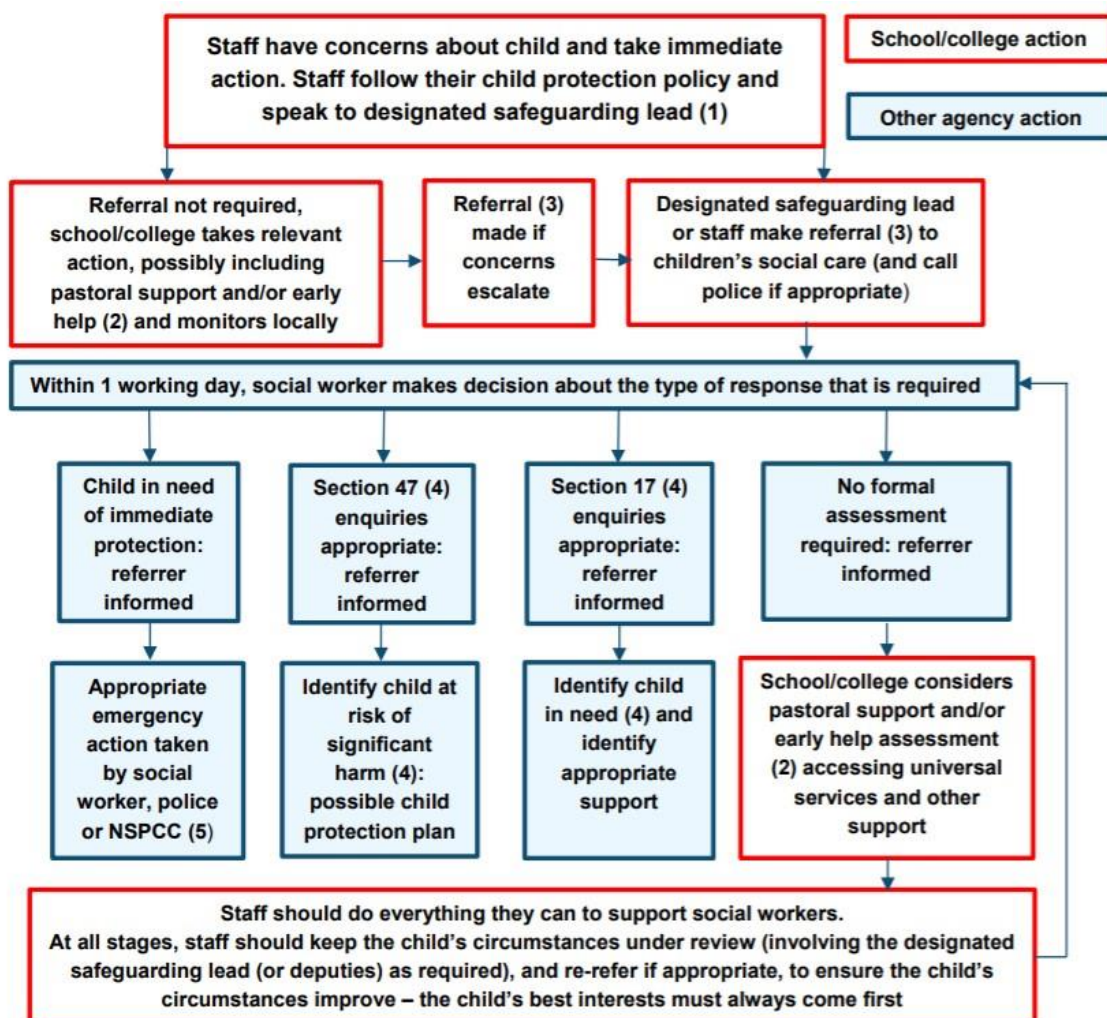 Staff have concerns about child and take immediate
action. Staff follow their child protection policy and
speak to designated safeguarding lead (1)
School/college action
Other agency action
Referral not required,
school/college takes relevant
action, possibly including
pastoral support and/or early
help (2) and monitors locally
Referral (3)
made if
concerns
escalate
Designated safeguarding lead
or staff make referral (3) to
children’s social care (and call
police if appropriate)
Within 1 working day, social worker makes decision about the type of response that is required
Child in need
of immediate
protection:
referrer
informed
Section 47 (4)
enquiries
appropriate:
referrer
informed
Section 17 (4)
enquiries
appropriate:
referrer
informed
No formal
assessment
required: referrer
informed
Appropriate
emergency
action taken
by social
worker, police
or NSPCC (5)
Identify child at
risk of
significant
harm (4):
possible child
protection plan
Identify child
in need (4) and
identify
appropriate
support
School/college considers
pastoral support and/or
early help assessment
(2) accessing universal
services and other
support
Staff should do everything they can to support social workers.
At all stages, staff should keep the child’s circumstances under review (involving the designated
safeguarding lead (or deputies) as required), and re-refer if appropriate, to ensure the child’s
circumstances improve – the child’s best interests must always come first